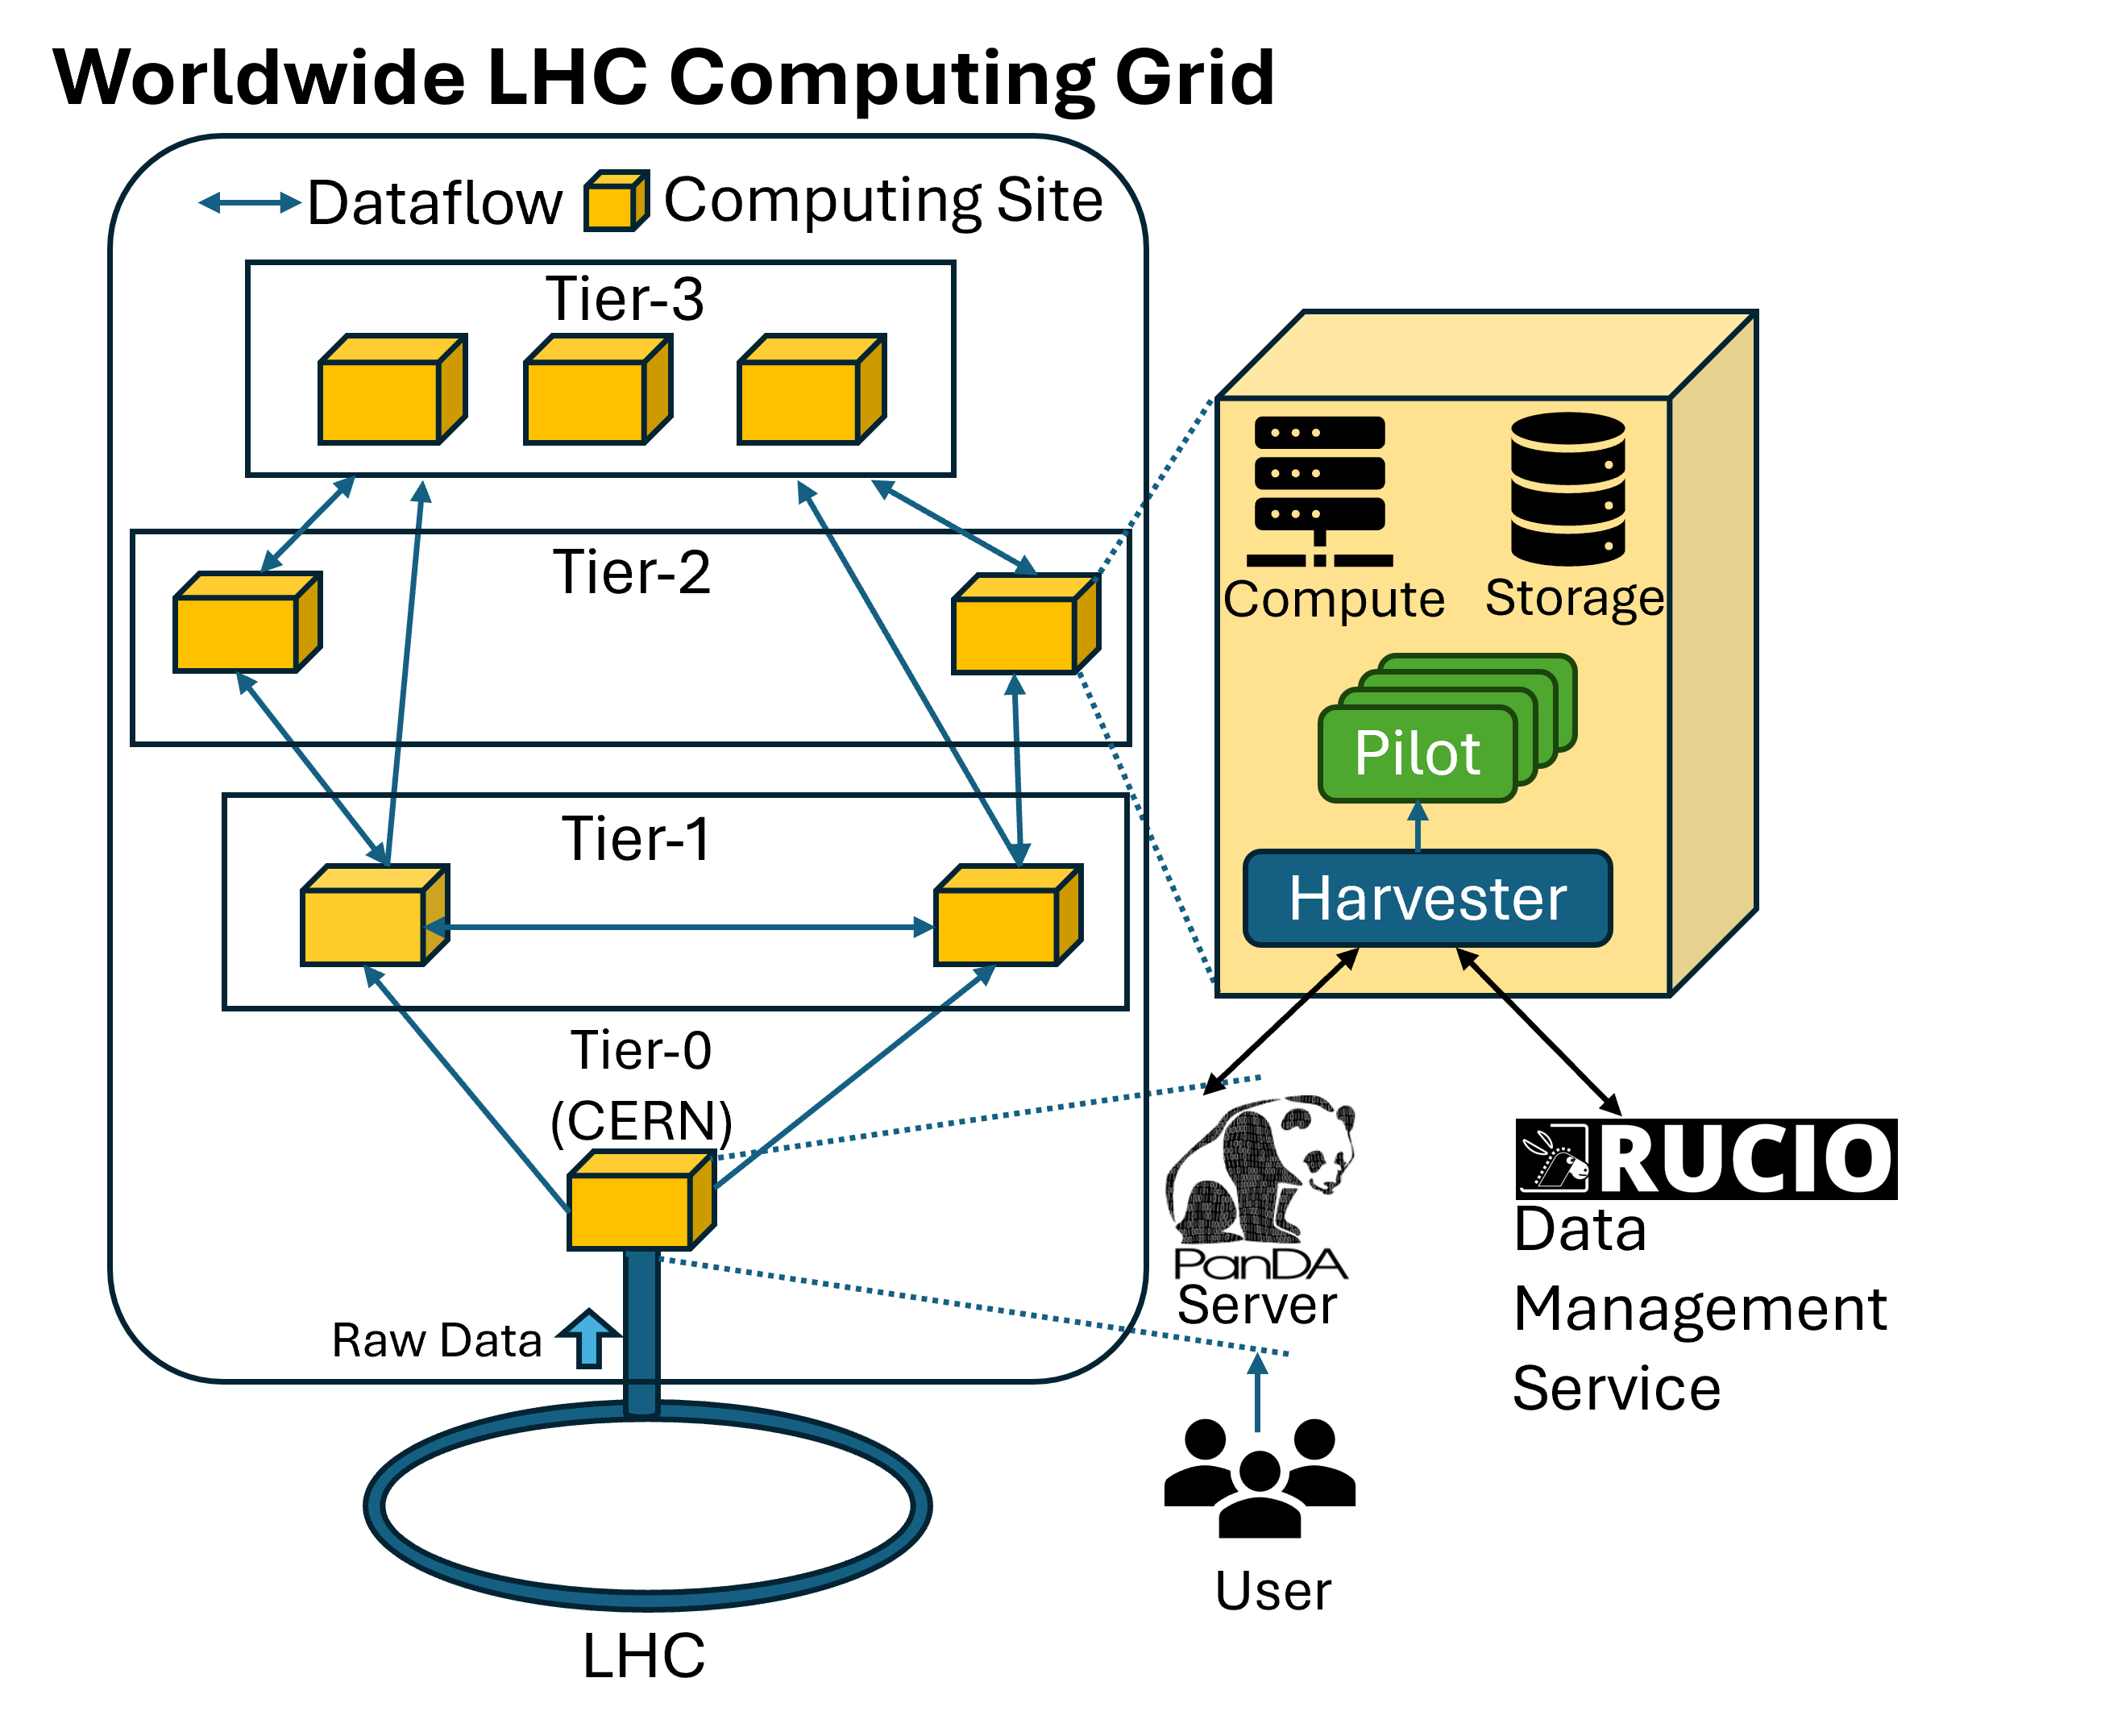 Worldwide LHC Computing Grid
Dataflow
Computing Site
Tier-3
Tier-2
Tier-1
Tier-0
(CERN)
Raw Data
LHC
Compute
Storage
Pilot
Harvester
PanDA
Server
RUCIO
Data
Management
Service
User